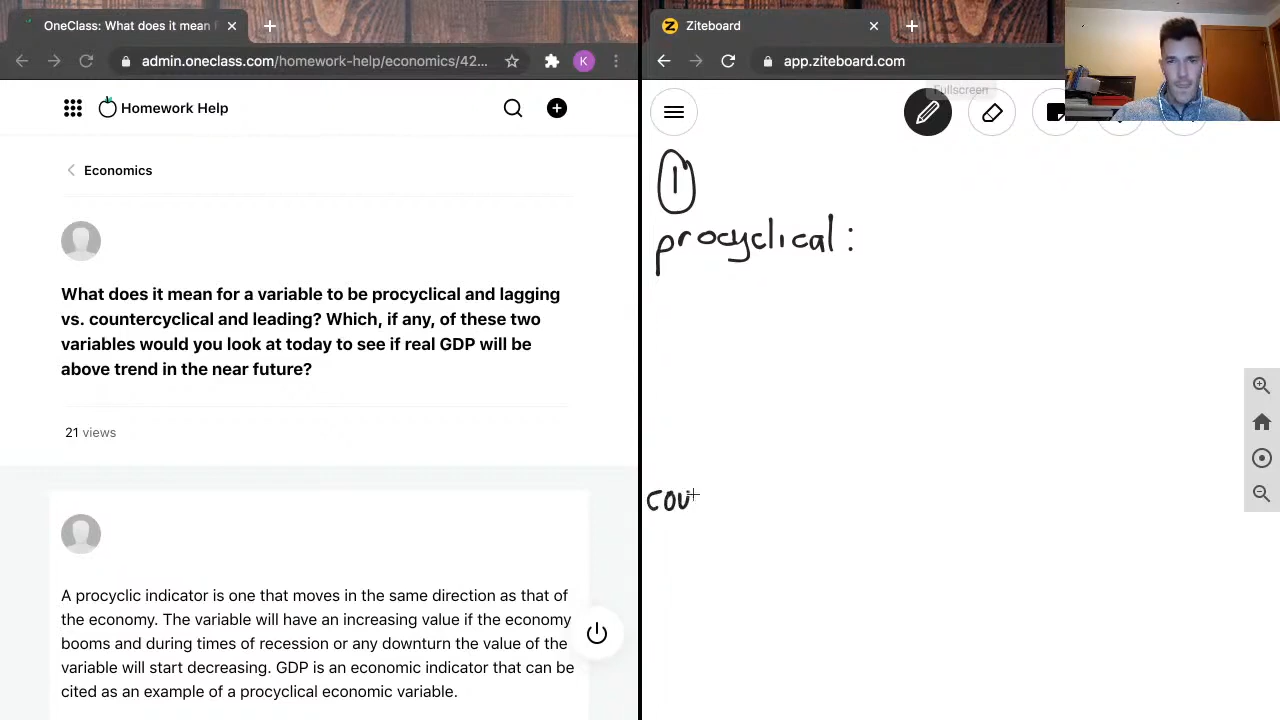 OneClass: What does it mean f
Ziteboard
admin.oneclass.com/homework-help/economics/42...
K
app.ziteboard.com
Fullscreen
Homework Help
Economics
What does it mean for a variable to be procyclical and lagging
vs. countercyclical and leading? Which, if any, of these two
variables would you look at today to see if real GDP will be
above trend in the near future?
21 views
A procyclic indicator is one that moves in the same direction as that of
the economy. The variable will have an increasing value if the economy
booms and during times of recession or any downturn the value of the
variable will start decreasing. GDP is an economic indicator that can be
cited as an example of a procyclical economic variable.
1
procyclical:
cou